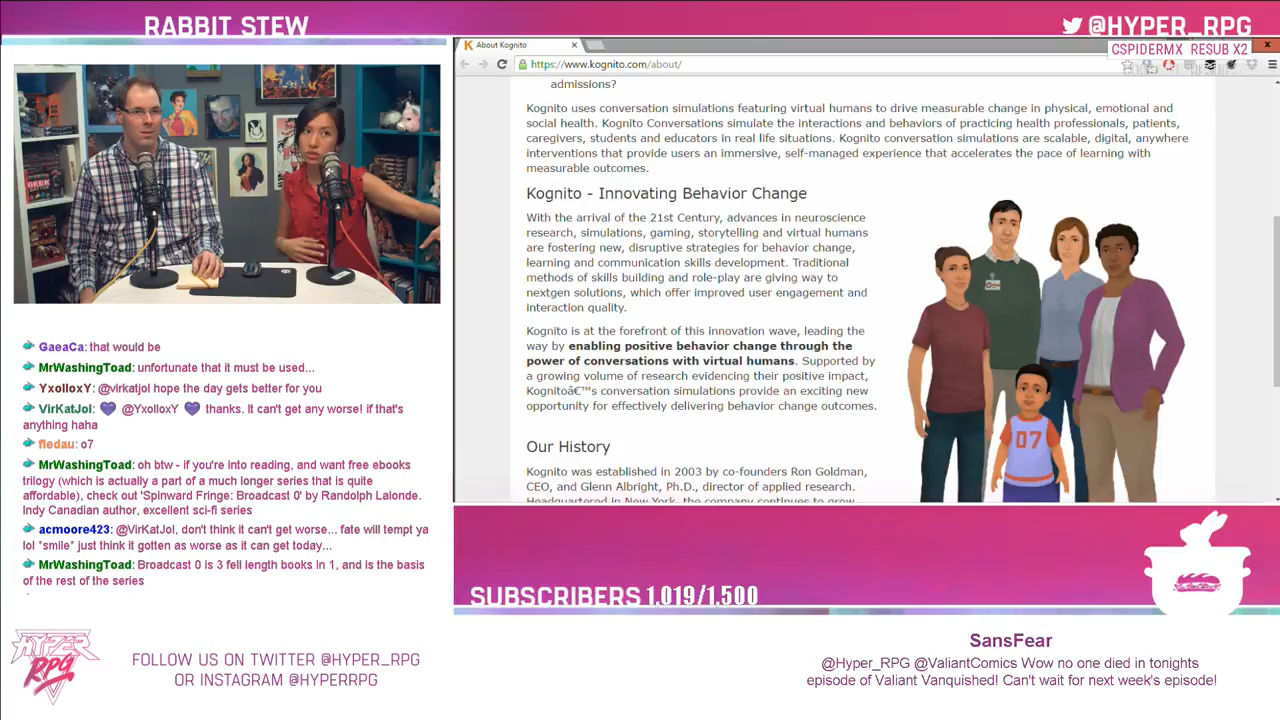 RABBIT STEW
@HYPER_RPG
CSPIDERMX RESUB X2
About Kognito
https://www.kognito.com/about/
admissions?
Kognito uses conversation simulations featuring virtual humans to drive measurable change in physical, emotional and
social health. Kognito Conversations simulate the interactions and behaviors of practicing health professionals, patients,
caregivers, students and educators in real life situations. Kognito conversation simulations are scalable, digital, anywhere
interventions that provide users an immersive, self-managed experience that accelerates the pace of learning with
measurable outcomes.
Kognito - Innovating Behavior Change
With the arrival of the 21st Century, advances in neuroscience
research, simulations, gaming, storytelling and virtual humans
are fostering new, disruptive strategies for behavior change,
learning and communication skills development. Traditional
methods of skills building and role-play are giving way to
nextgen solutions, which offer improved user engagement and
interaction quality.
Kognito is at the forefront of this innovation wave, leading the
way by enabling positive behavior change through the
power of conversations with virtual humans. Supported by
a growing volume of research evidencing their positive impact,
Kognitoâ€™s conversation simulations provide an exciting new
opportunity for effectively delivering behavior change outcomes.
Our History
Kognito was established in 2003 by co-founders Ron Goldman,
CEO, and Glenn Albright, Ph.D., director of applied research.
Headquartered in New York, the company continues to grow
07
GEEK
GaeaCa: that would be
MrWashingToad: unfortunate that it must be used...
YxolloxY: @virkatjol hope the day gets better for you
VirKatJol: @YxolloxY thanks. It can't get any worse! if that's
anything haha
fledau: o7
MrWashingToad: oh btw - if you're into reading, and want free ebooks
trilogy (which is actually a part of a much longer series that is quite
affordable), check out 'Spinward Fringe: Broadcast 0' by Randolph Lalonde.
Indy Canadian author, excellent sci-fi series
acmoore423: @VirKatJol, don't think it can't get worse... fate will tempt ya
lol *smile* just think it gotten as worse as it can get today...
MrWashingToad: Broadcast 0 is 3 fell length books in 1, and is the basis
of the rest of the series
SUBSCRIBERS 1,019/1,500
HYPER
RPG
FOLLOW US ON TWITTER @HYPER_RPG
OR INSTAGRAM @HYPERRPG
SansFear
@Hyper_RPG @ValiantComics Wow no one died in tonights
episode of Valiant Vanquished! Can't wait for next week's episode!